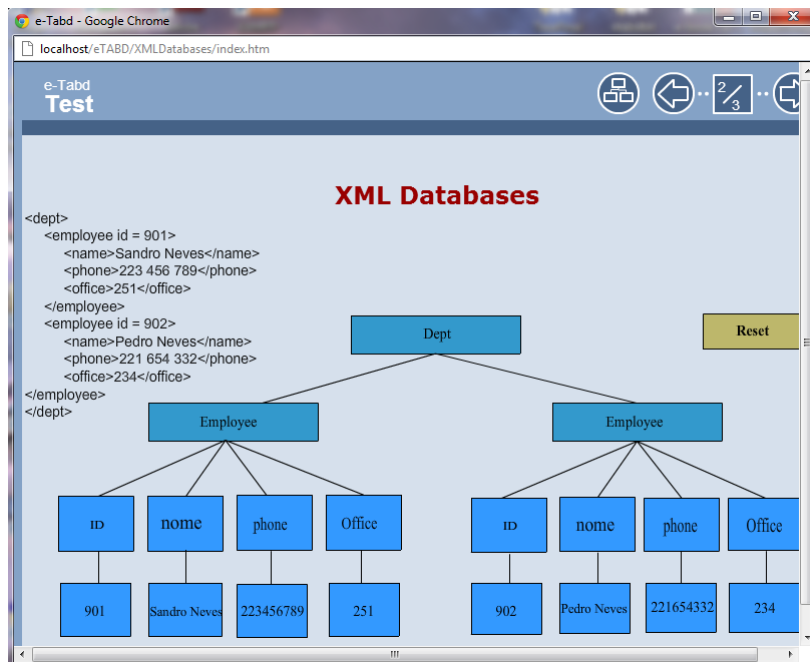 e-Tabd - Google Chrome
localhost/eTABD/XMLDatabases/index.htm
e-Tabd
Test
2/3
XML Databases
<dept>
<employee id = 901>
<name>Sandro Neves</name>
<phone>223 456 789</phone>
<office>251</office>
</employee>
<employee id = 902>
<name>Pedro Neves</name>
<phone>221 654 332</phone>
<office>234</office>
</employee>
</dept>
Dept
Reset
Employee Employee
ID nome phone Office ID nome phone Office
901 Sandro Neves 223456789 251 902 Pedro Neves 221654332 234